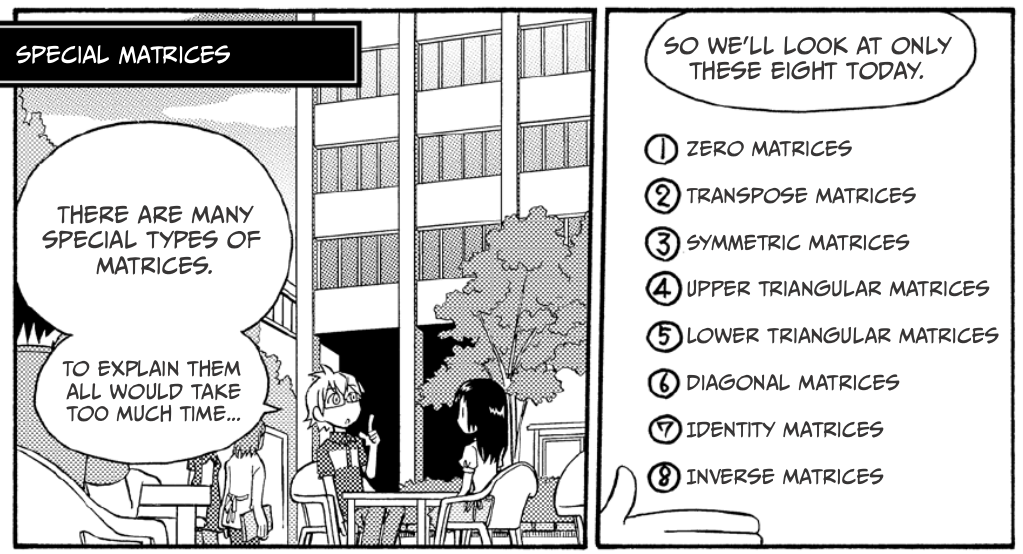 SPECIAL MATRICES
THERE ARE MANY
SPECIAL TYPES OF
MATRICES.
TO EXPLAIN THEM
ALL WOULD TAKE
TOO MUCH TIME...
SO WE'LL LOOK AT ONLY
THESE EIGHT TODAY.
① ZERO MATRICES
② TRANSPOSE MATRICES
③ SYMMETRIC MATRICES
④ UPPER TRIANGULAR MATRICES
⑤ LOWER TRIANGULAR MATRICES
⑥ DIAGONAL MATRICES
⑦ IDENTITY MATRICES
⑧ INVERSE MATRICES